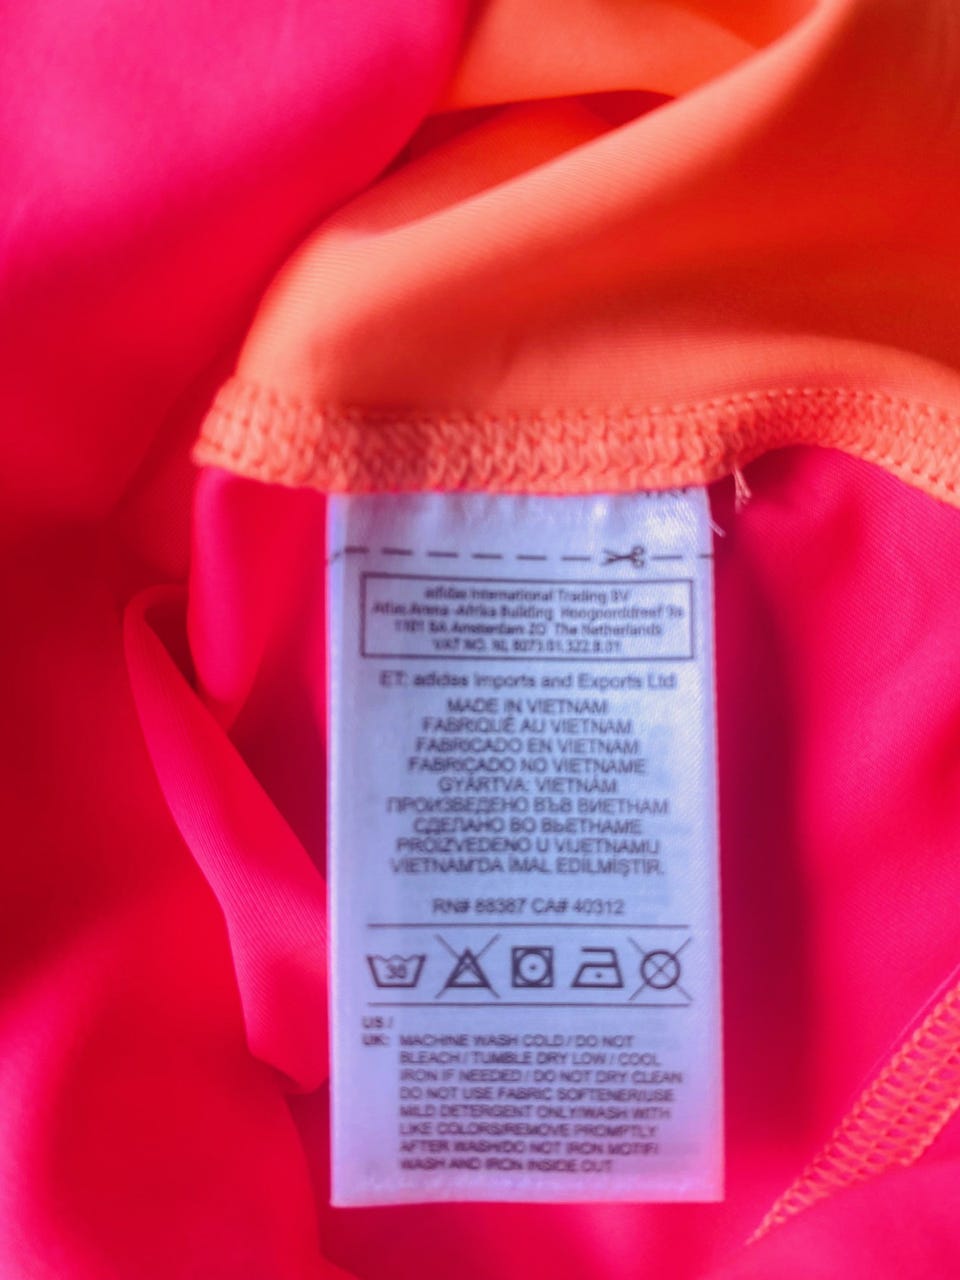 adidas International Trading BV
Atlas Arena -Afrika Building Hoogoorddreef 9a
1101 BA Amsterdam ZO The Netherlands
VAT NO. NL 8073.01.322.B.01
ET: adidas Imports and Exports Ltd
MADE IN VIETNAM
FABRIQUÉ AU VIETNAM
FABRICADO EN VIETNAM
FABRICADO NO VIETNAME
GYÁRTVA: VIETNÁM
ПРОИЗВЕДЕНО ВЪВ ВИЕТНАМ
СДЕЛАНО ВО ВЬЕТНАМЕ
PROIZVEDENO U VIJETNAMU
VIETNAM'DA İMAL EDİLMİŞTİR.
RN# 88387 CA# 40312
30
US /
UK: MACHINE WASH COLD / DO NOT
BLEACH / TUMBLE DRY LOW / COOL
IRON IF NEEDED / DO NOT DRY CLEAN
DO NOT USE FABRIC SOFTENER/USE
MILD DETERGENT ONLY/WASH WITH
LIKE COLORS/REMOVE PROMPTLY
AFTER WASH/DO NOT IRON MOTIF/
WASH AND IRON INSIDE OUT